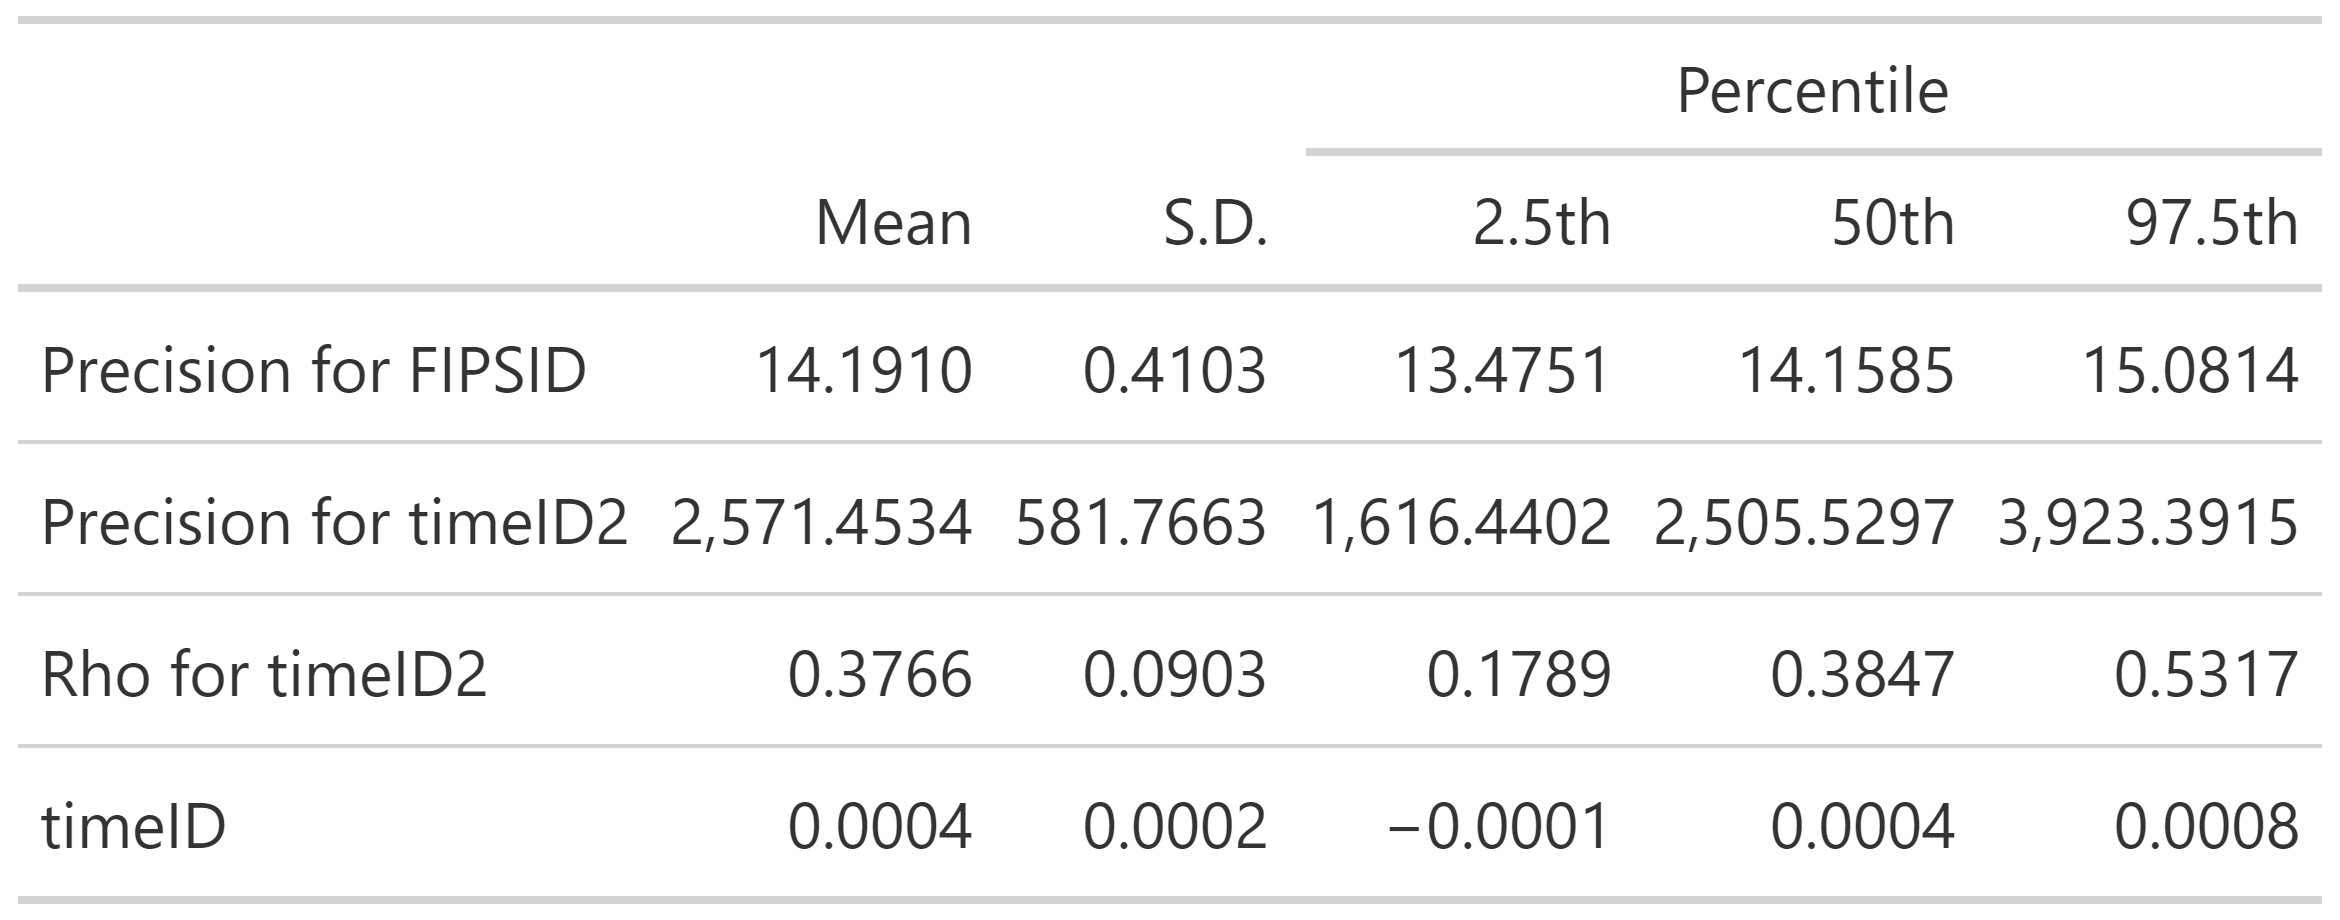 Percentile
Mean S.D. 2.5th 50th 97.5th
Precision for FIPSID 14.1910 0.4103 13.4751 14.1585 15.0814
Precision for timeID2 2,571.4534 581.7663 1,616.4402 2,505.5297 3,923.3915
Rho for timeID2 0.3766 0.0903 0.1789 0.3847 0.5317
timeID 0.0004 0.0002 −0.0001 0.0004 0.0008